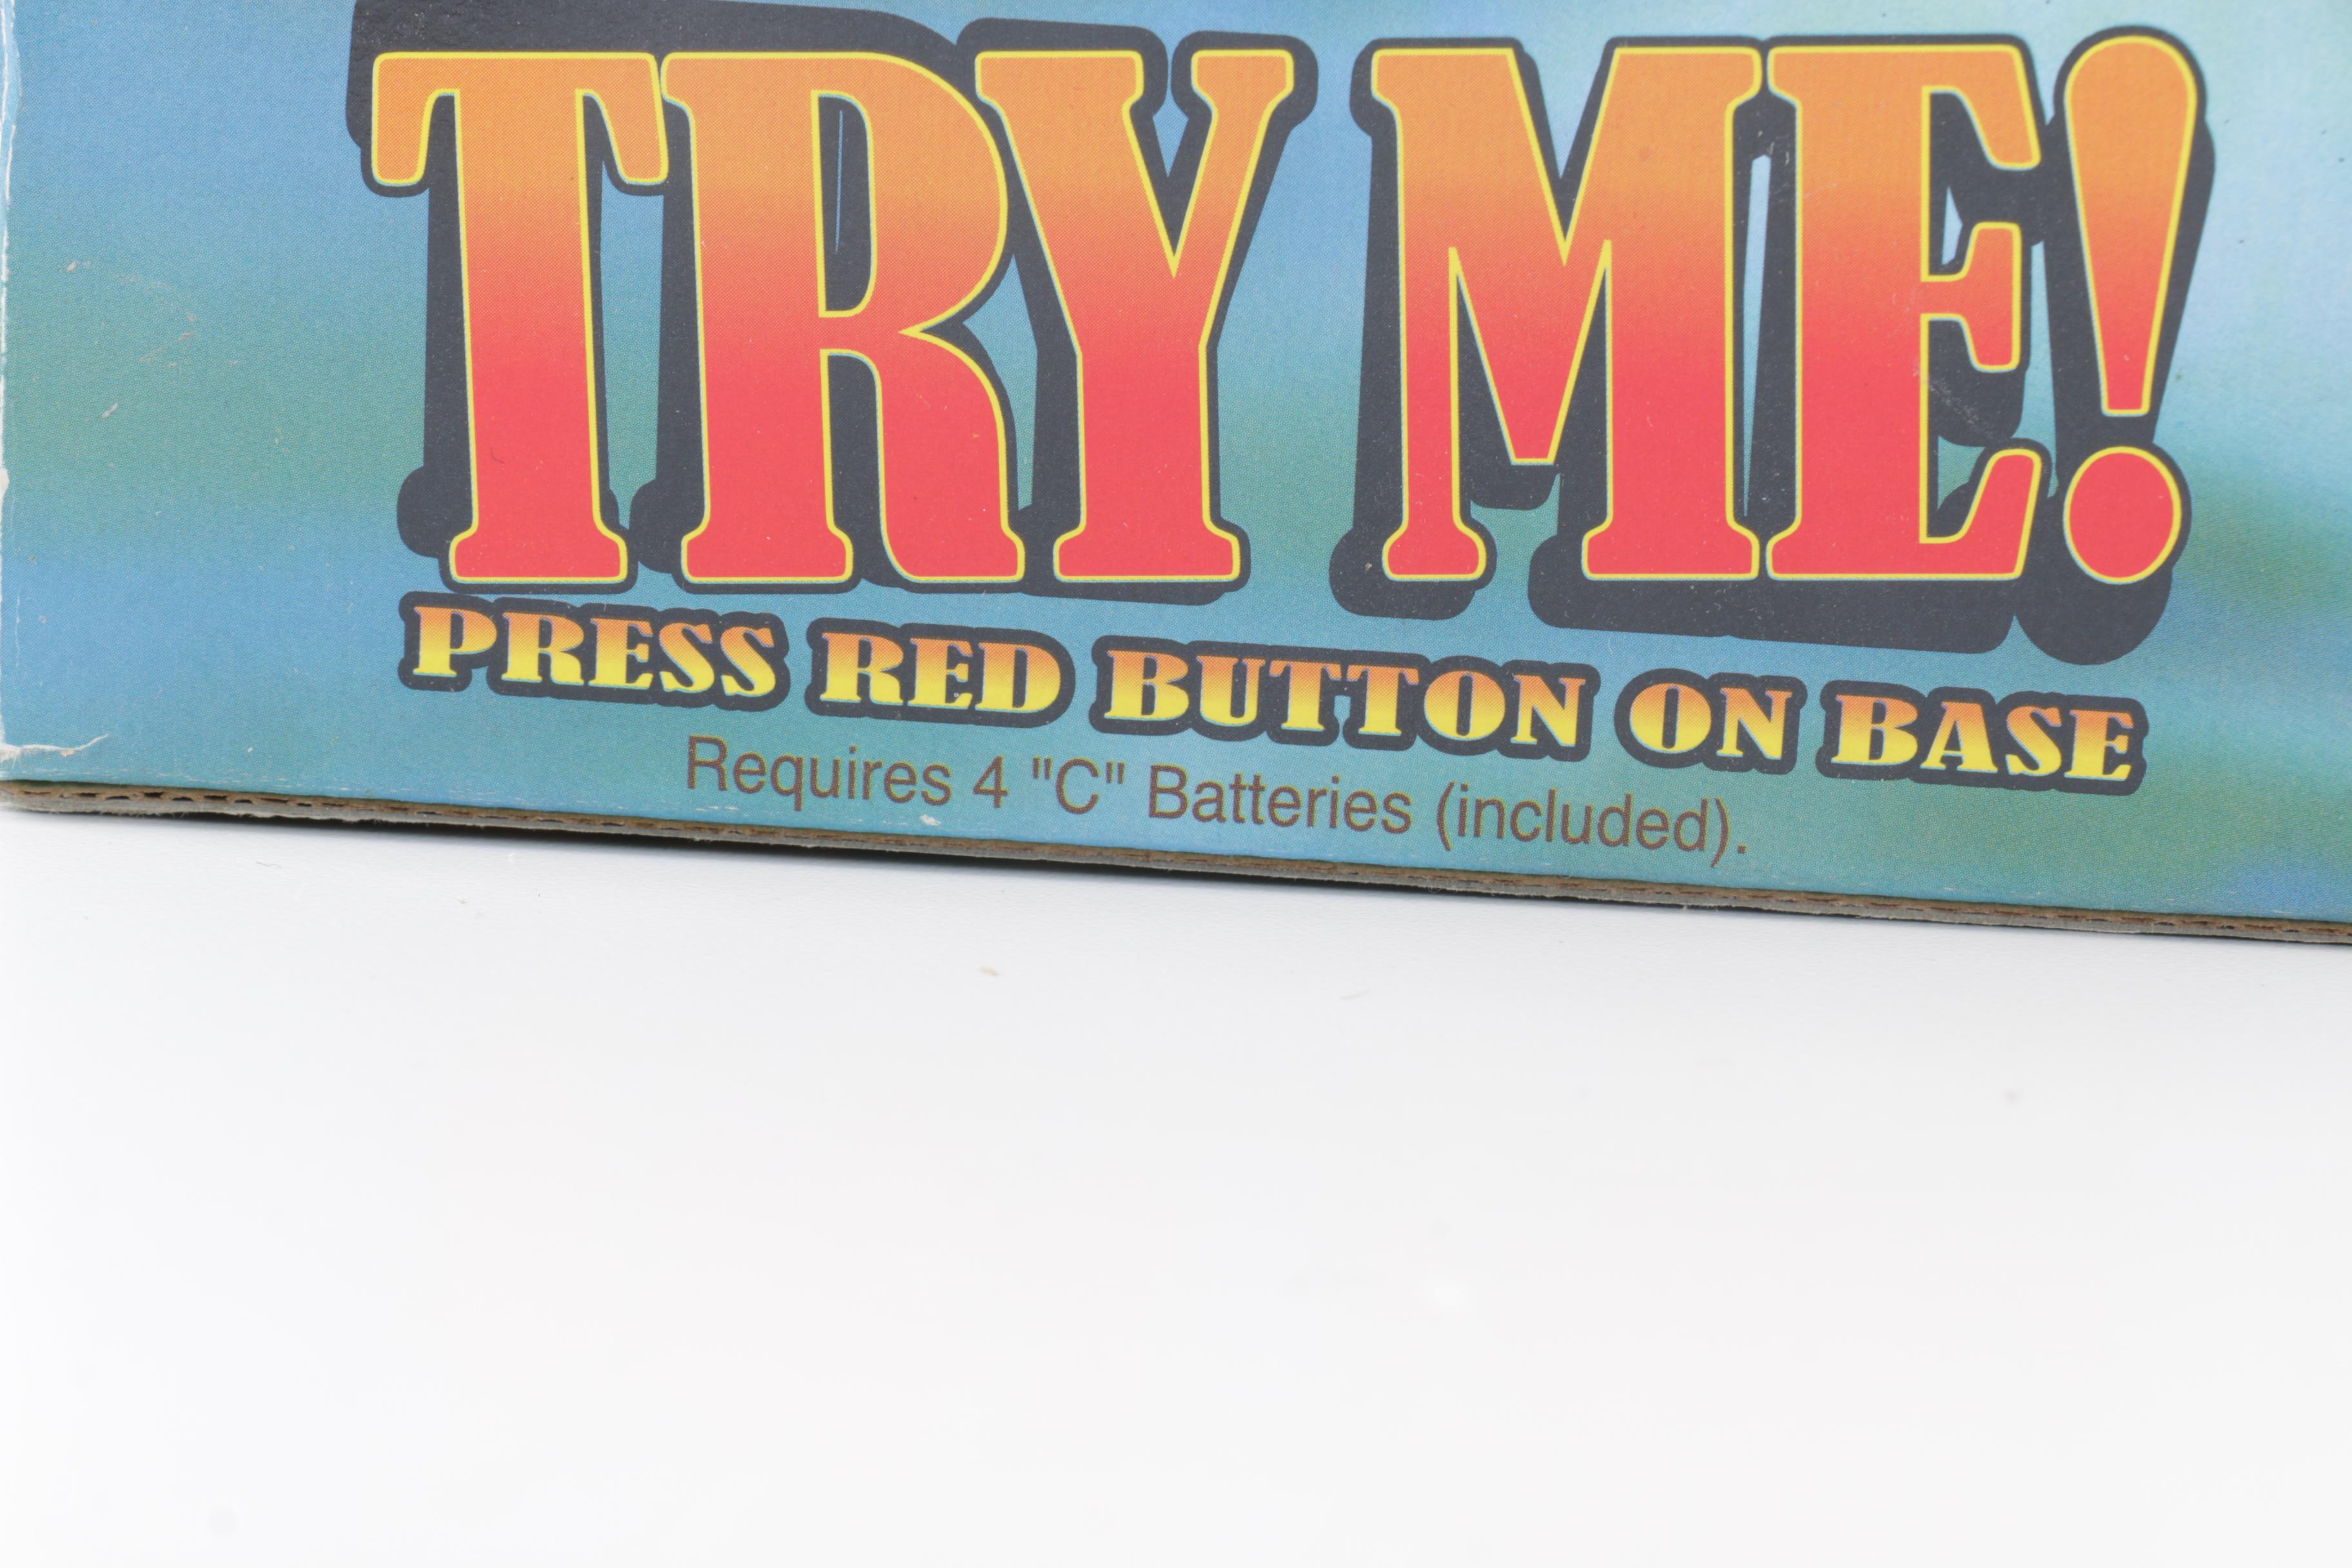 TRY ME!
PRESS RED BUTTON ON BASE
Requires 4 "C" Batteries (included).